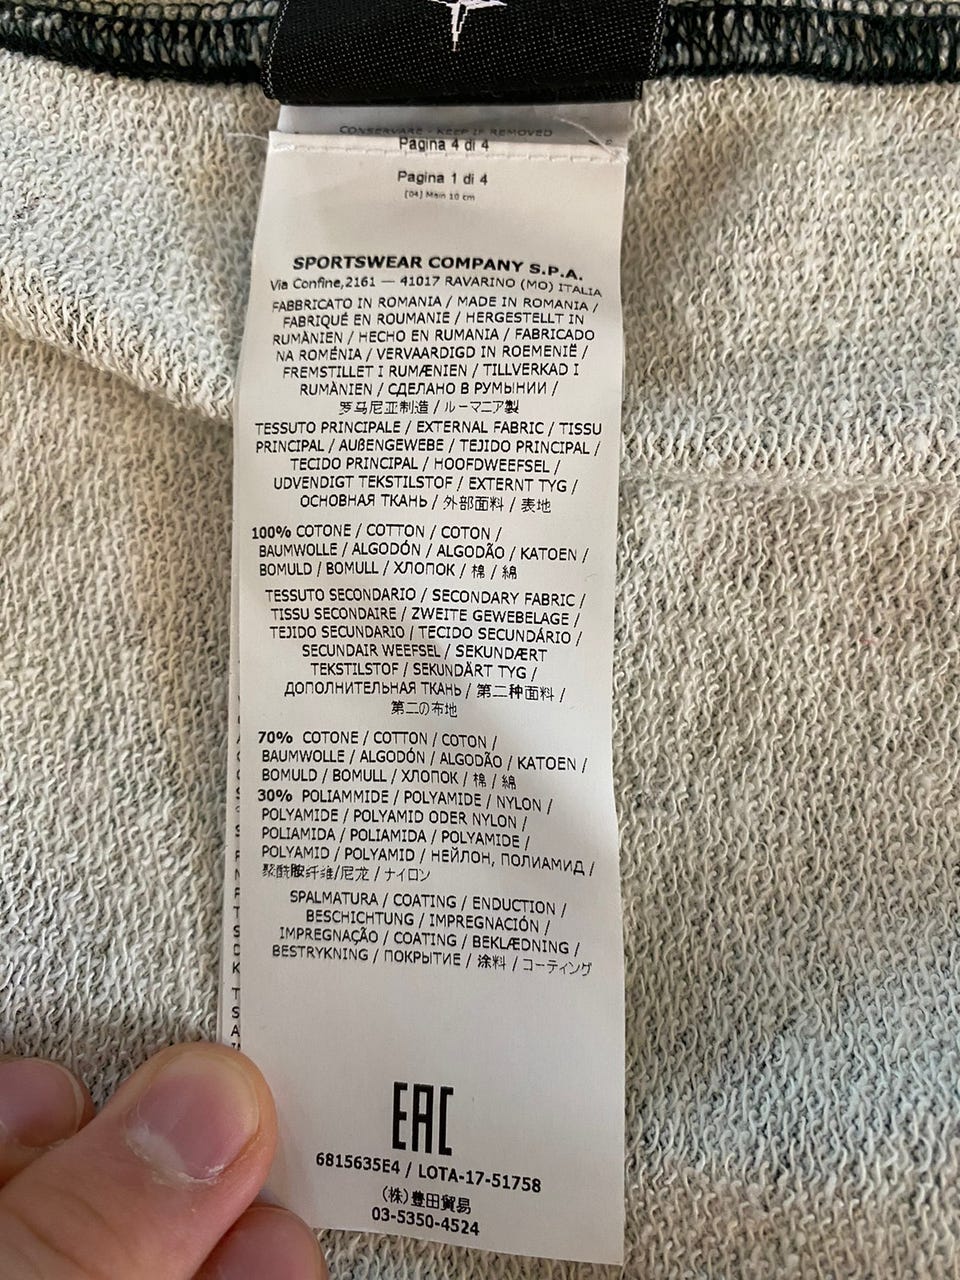 CONSERVARE - KEEP IF REMOVED
Pagina 4 di 4
Pagina 1 di 4
[04] Main 10 cm
SPORTSWEAR COMPANY S.P.A.
Via Confine,2161 — 41017 RAVARINO (MO) ITALIA
FABBRICATO IN ROMANIA / MADE IN ROMANIA /
FABRIQUÉ EN ROUMANIE / HERGESTELLT IN
RUMÄNIEN / HECHO EN RUMANIA / FABRICADO
NA ROMÉNIA / VERVAARDIGD IN ROEMENIË /
FREMSTILLET I RUMÆNIEN / TILLVERKAD I
RUMÄNIEN / СДЕЛАНО В РУМЫНИИ /
罗马尼亚制造 / ルーマニア製
TESSUTO PRINCIPALE / EXTERNAL FABRIC / TISSU
PRINCIPAL / AUßENGEWEBE / TEJIDO PRINCIPAL /
TECIDO PRINCIPAL / HOOFDWEEFSEL /
UDVENDIGT TEKSTILSTOF / EXTERNT TYG /
ОСНОВНАЯ ТКАНЬ / 外部面料 / 表地
100% COTONE / COTTON / COTON /
BAUMWOLLE / ALGODÓN / ALGODÃO / KATOEN /
BOMULD / BOMULL / ХЛОПОК / 棉 / 綿
TESSUTO SECONDARIO / SECONDARY FABRIC /
TISSU SECONDAIRE / ZWEITE GEWEBELAGE /
TEJIDO SECUNDARIO / TECIDO SECUNDÁRIO /
SECUNDAIR WEEFSEL / SEKUNDÆRT
TEKSTILSTOF / SEKUNDÄRT TYG /
ДОПОЛНИТЕЛЬНАЯ ТКАНЬ / 第二种面料 /
第二の布地
70% COTONE / COTTON / COTON /
BAUMWOLLE / ALGODÓN / ALGODÃO / KATOEN /
BOMULD / BOMULL / ХЛОПОК / 棉 / 綿
30% POLIAMMIDE / POLYAMIDE / NYLON /
POLYAMIDE / POLYAMID ODER NYLON /
POLIAMIDA / POLIAMIDA / POLYAMIDE /
POLYAMID / POLYAMID / НЕЙЛОН, ПОЛИАМИД /
聚酰胺纤维/尼龙 / ナイロン
SPALMATURA / COATING / ENDUCTION /
BESCHICHTUNG / IMPREGNACIÓN /
IMPREGNAÇÃO / COATING / BEKLÆDNING /
BESTRYKNING / ПОКРЫТИЕ / 涂料 / コーティング
EAC
6815635E4 / LOTA-17-51758
(株)豊田貿易
03-5350-4524